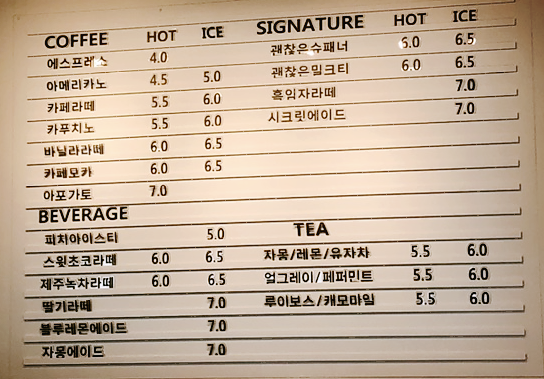 COFFEE HOT ICE
에스프레소 4.0
아메리카노 4.5 5.0
카페라떼 5.5 6.0
카푸치노 5.5 6.0
바닐라라떼 6.0 6.5
카페모카 6.0 6.5
아포가토 7.0
BEVERAGE
피치아이스티 5.0
스윗초코라떼 6.0 6.5
제주녹차라떼 6.0 6.5
딸기라떼 7.0
블루레몬에이드 7.0
자몽에이드 7.0
SIGNATURE HOT ICE
괜찮은슈패너 6.0 6.5
괜찮은밀크티 6.0 6.5
흑임자라떼 7.0
시크릿에이드 7.0
TEA
자몽/레몬/유자차 5.5 6.0
얼그레이/페퍼민트 5.5 6.0
루이보스/캐모마일 5.5 6.0